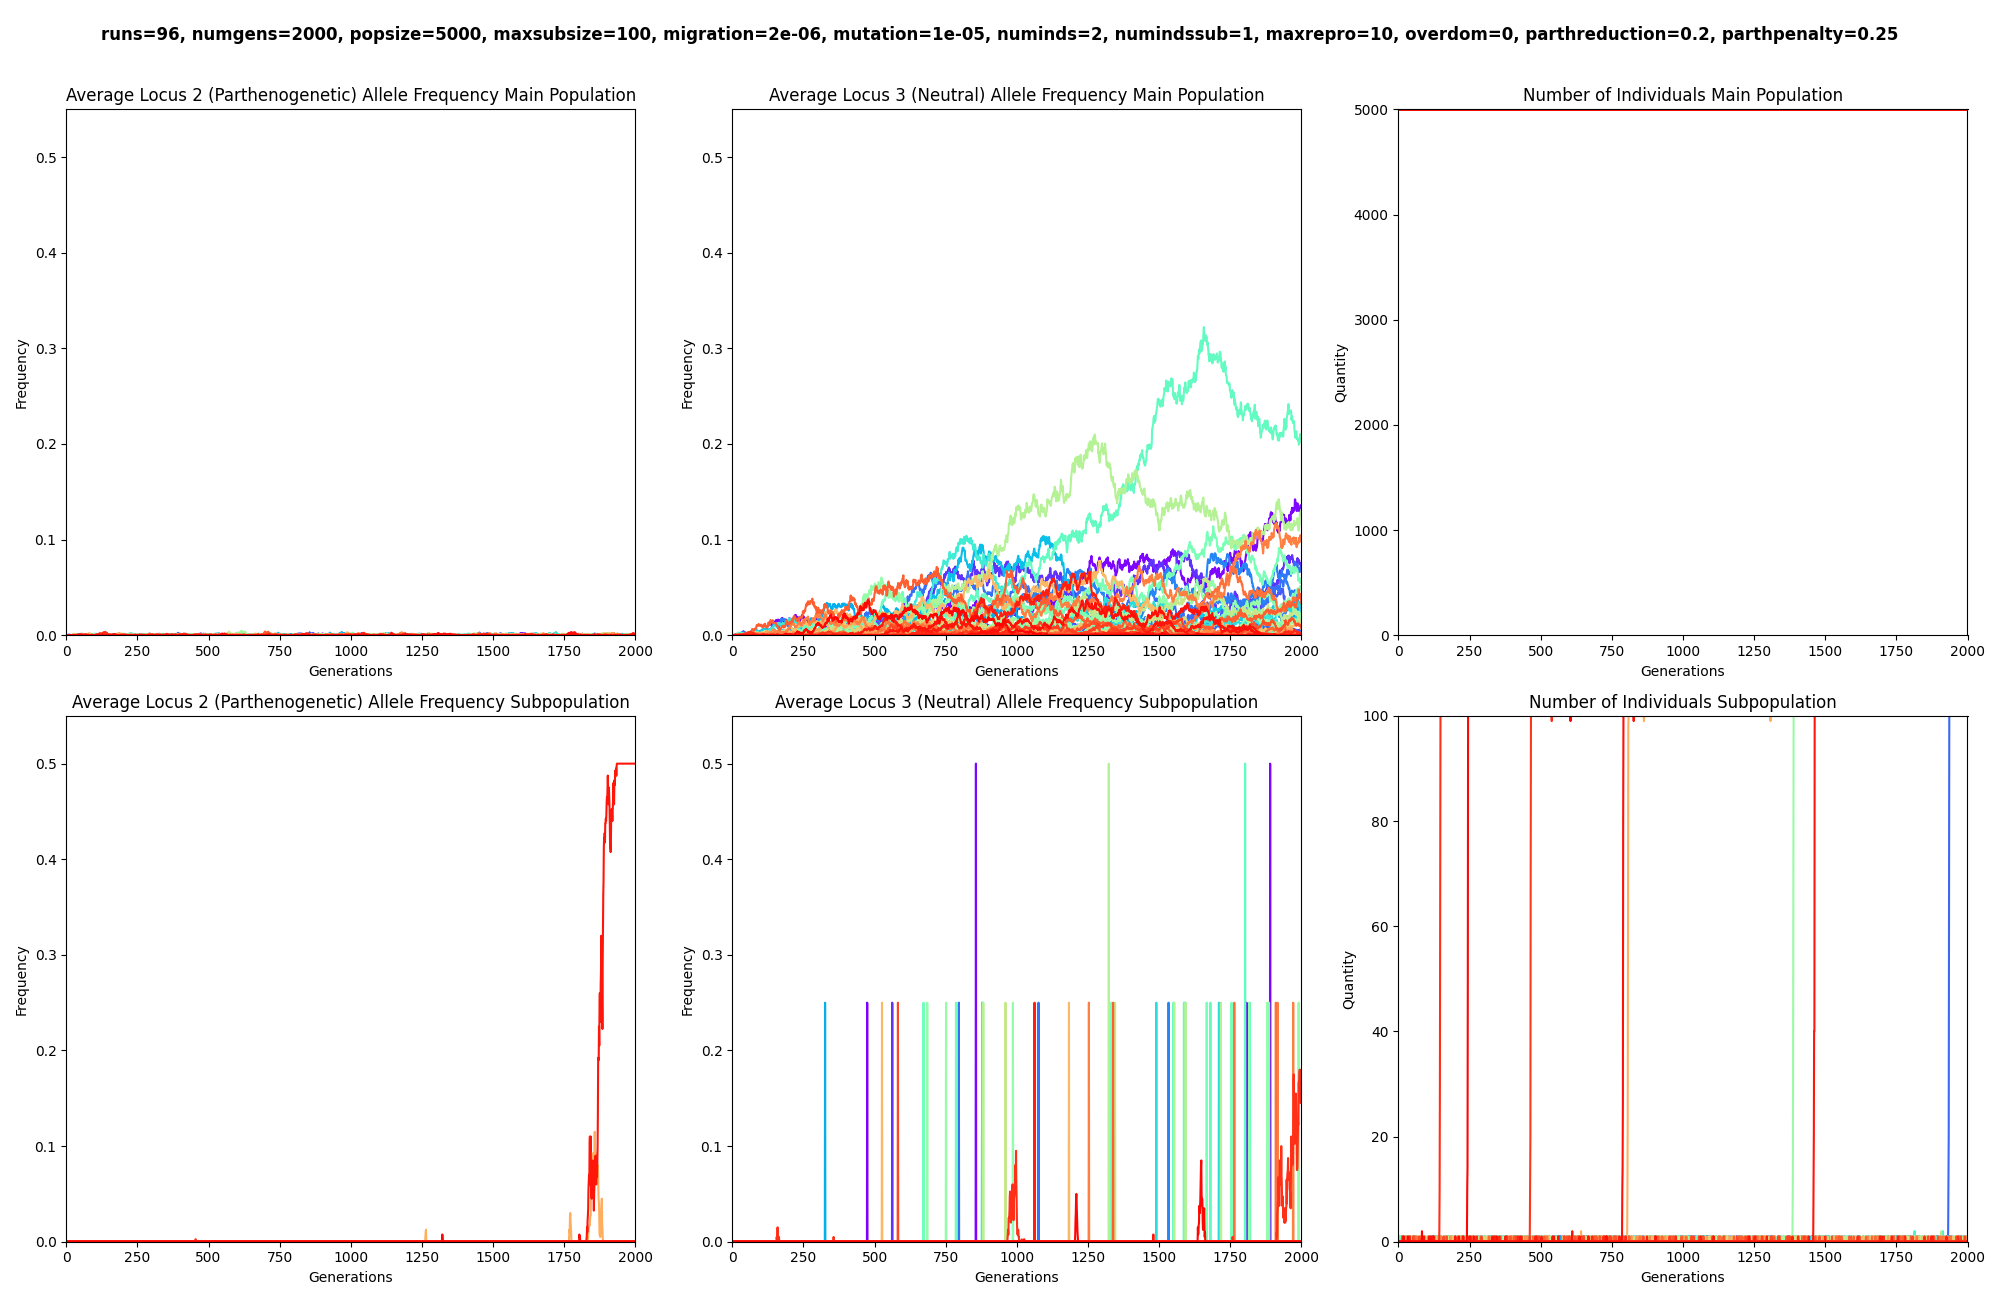 runs=96, numgens=2000, popsize=5000, maxsubsize=100, migration=2e-06, mutation=1e-05, numinds=2, numindssub=1, maxrepro=10, overdom=0, parthreduction=0.2, parthpenalty=0.25
Average Locus 2 (Parthenogenetic) Allele Frequency Main Population
Frequency
0.5
0.4
0.3
0.2
0.1
0.0
0 250 500 750 1000 1250 1500 1750 2000
Generations
Average Locus 3 (Neutral) Allele Frequency Main Population
Frequency
0.5
0.4
0.3
0.2
0.1
0.0
0 250 500 750 1000 1250 1500 1750 2000
Generations
Number of Individuals Main Population
Quantity
5000
4000
3000
2000
1000
0
0 250 500 750 1000 1250 1500 1750 2000
Generations
Average Locus 2 (Parthenogenetic) Allele Frequency Subpopulation
Frequency
0.5
0.4
0.3
0.2
0.1
0.0
0 250 500 750 1000 1250 1500 1750 2000
Generations
Average Locus 3 (Neutral) Allele Frequency Subpopulation
Frequency
0.5
0.4
0.3
0.2
0.1
0.0
0 250 500 750 1000 1250 1500 1750 2000
Generations
Number of Individuals Subpopulation
Quantity
100
80
60
40
20
0
0 250 500 750 1000 1250 1500 1750 2000
Generations